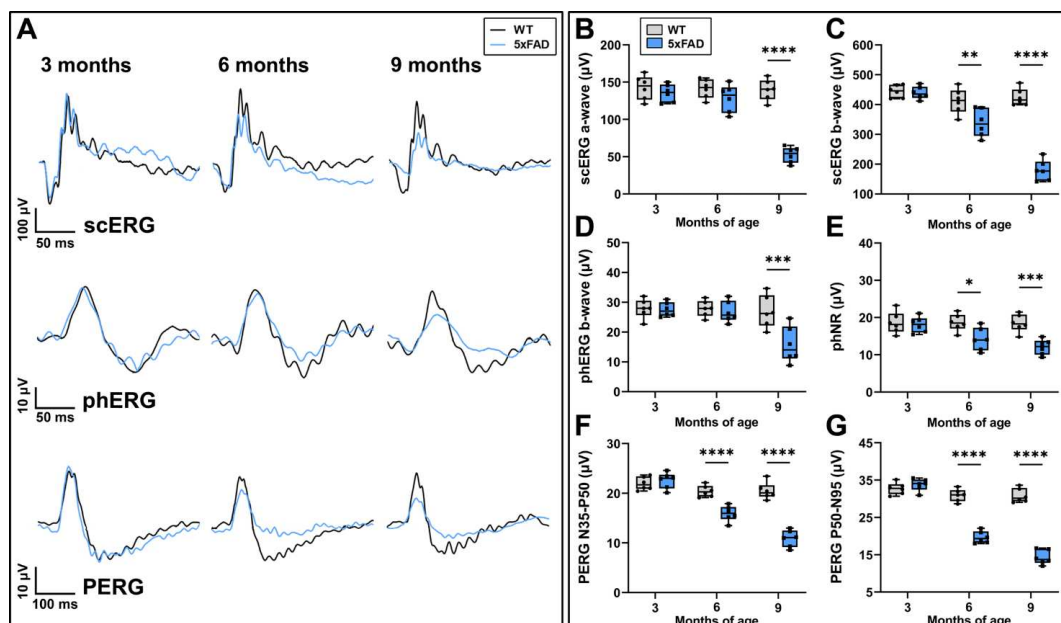 A
WT
5xFAD
3 months
6 months
9 months
100 µV
50 ms
scERG
10 µV
50 ms
phERG
10 µV
100 ms
PERG
B
WT
5xFAD
scERG a-wave (µV)
200
150
100
50
0
****
3
6
9
Months of age
C
scERG b-wave (µV)
600
500
400
300
200
100
**
****
3
6
9
Months of age
D
phERG b-wave (µV)
50
40
30
20
10
0
***
3
6
9
Months of age
E
phNR (µV)
40
30
20
10
0
*
***
3
6
9
Months of age
F
PERG N35-P50 (µV)
30
20
10
0
****
****
3
6
9
Months of age
G
PERG P50-N95 (µV)
45
35
25
15
5
****
****
3
6
9
Months of age